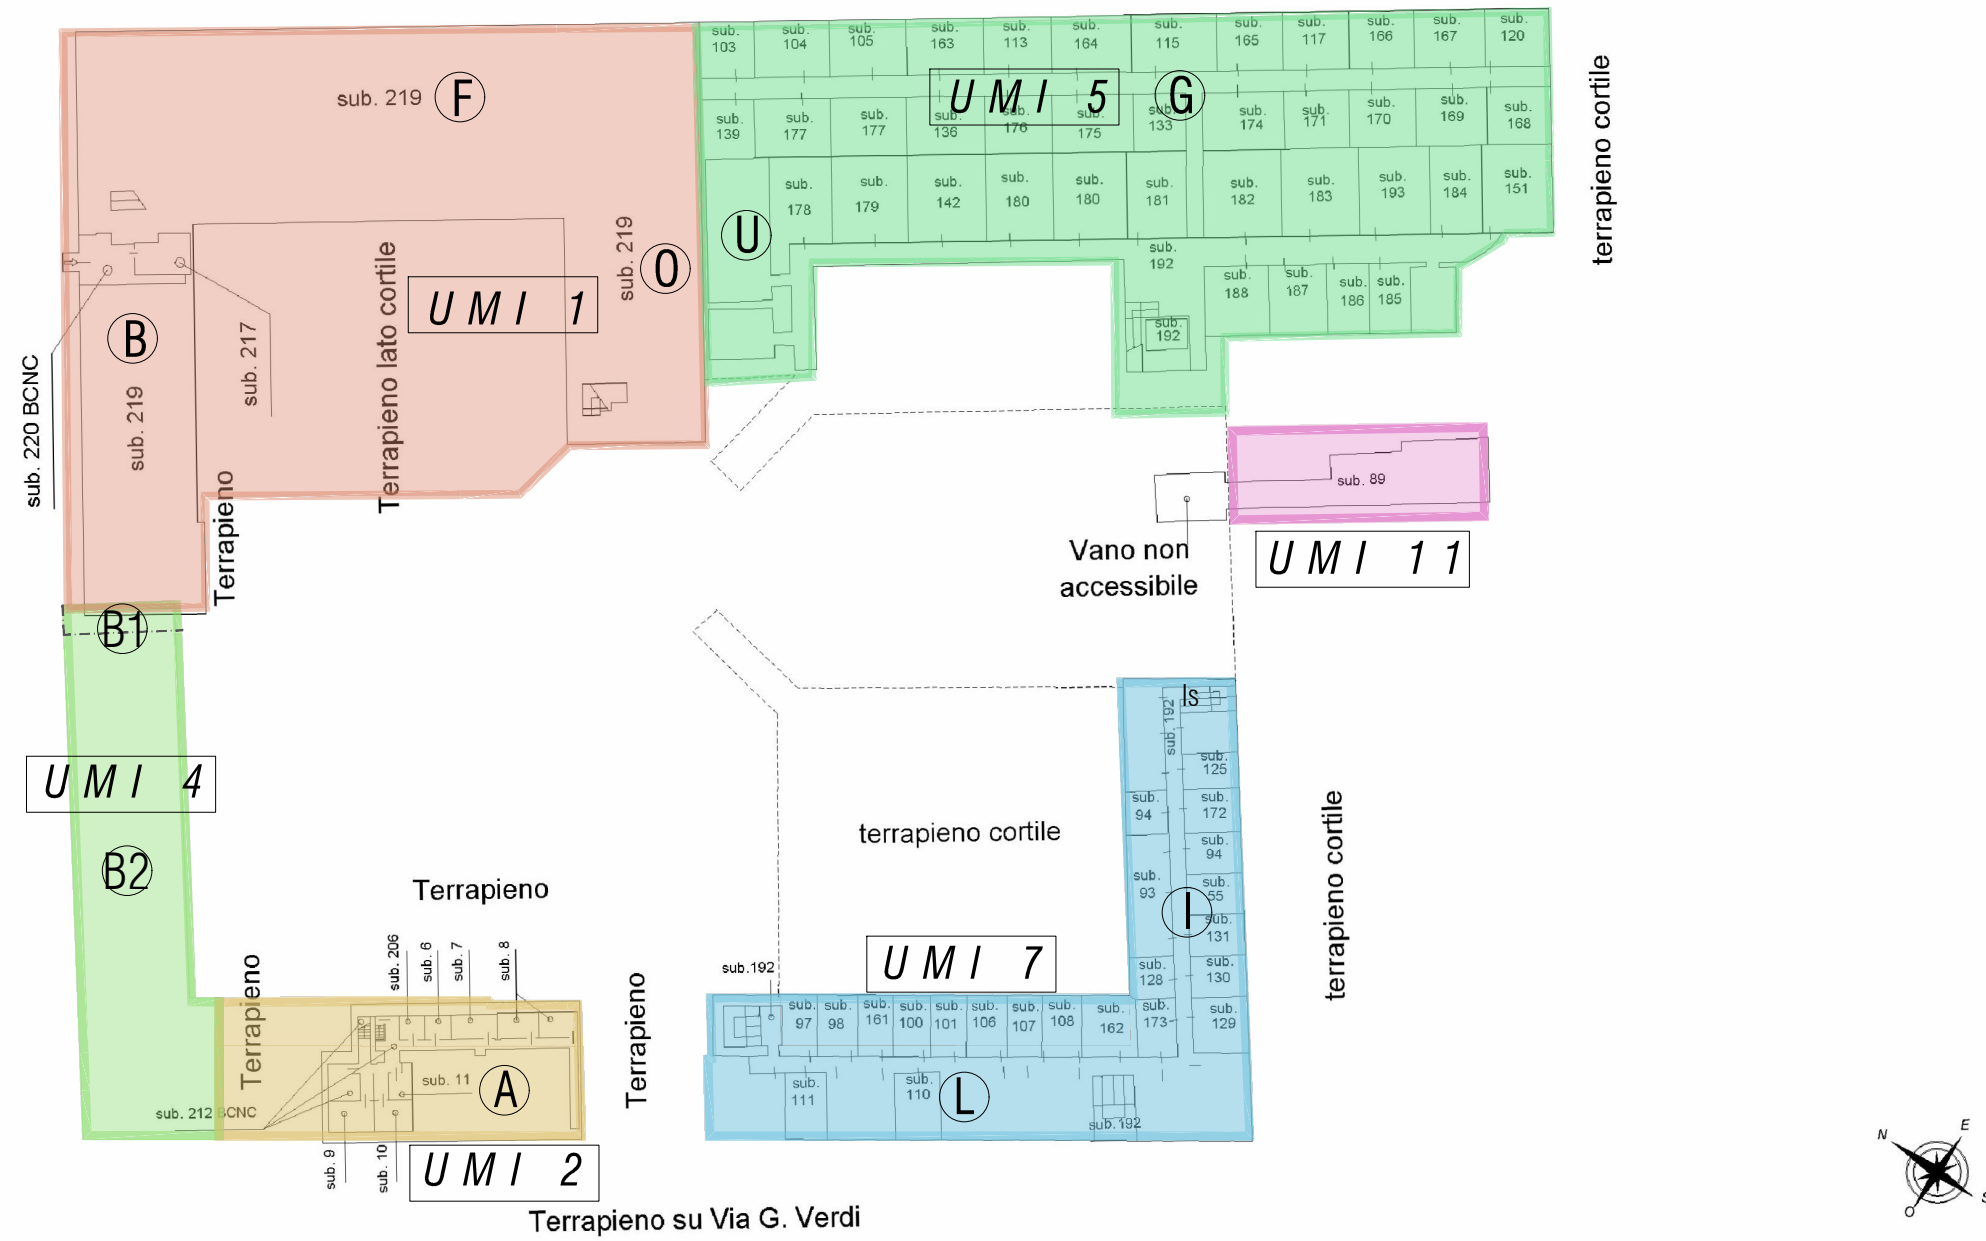 sub. 103
sub. 104
sub. 105
sub. 163
sub. 113
sub. 164
sub. 115
sub. 165
sub. 117
sub. 166
sub. 167
sub. 120
sub. 219
F
UMI 5
G
sub. 139
sub. 177
sub. 177
sub. 136
sub. 176
sub. 175
sub. 133
sub. 174
sub. 171
sub. 170
sub. 169
sub. 168
terrapieno cortile
sub. 178
sub. 179
sub. 142
sub. 180
sub. 180
sub. 181
sub. 182
sub. 183
sub. 193
sub. 184
sub. 151
U
sub. 219
O
UMI 1
Terrapieno lato cortile
sub. 192
sub. 188
sub. 187
sub. 186
sub. 185
sub. 192
B
sub. 217
sub. 219
sub. 220 BCNC
Terrapieno
sub. 89
UMI 11
Vano non
accessibile
B1
UMI 4
B2
Is
sub. 192
sub. 125
sub. 94
sub. 172
sub. 94
sub. 93
sub. 55
I
sub. 131
sub. 128
sub. 130
sub. 173
sub. 129
terrapieno cortile
terrapieno cortile
Terrapieno
UMI 7
sub.192
sub. 97
sub. 98
sub. 161
sub. 100
sub. 101
sub. 106
sub. 107
sub. 108
sub. 162
sub. 111
sub. 110
L
sub.192
Terrapieno
Terrapieno
sub. 206
sub. 6
sub. 7
sub. 8
sub. 11
A
sub. 212 BCNC
sub. 9
sub. 10
UMI 2
Terrapieno su Via G. Verdi
N
E
O
S